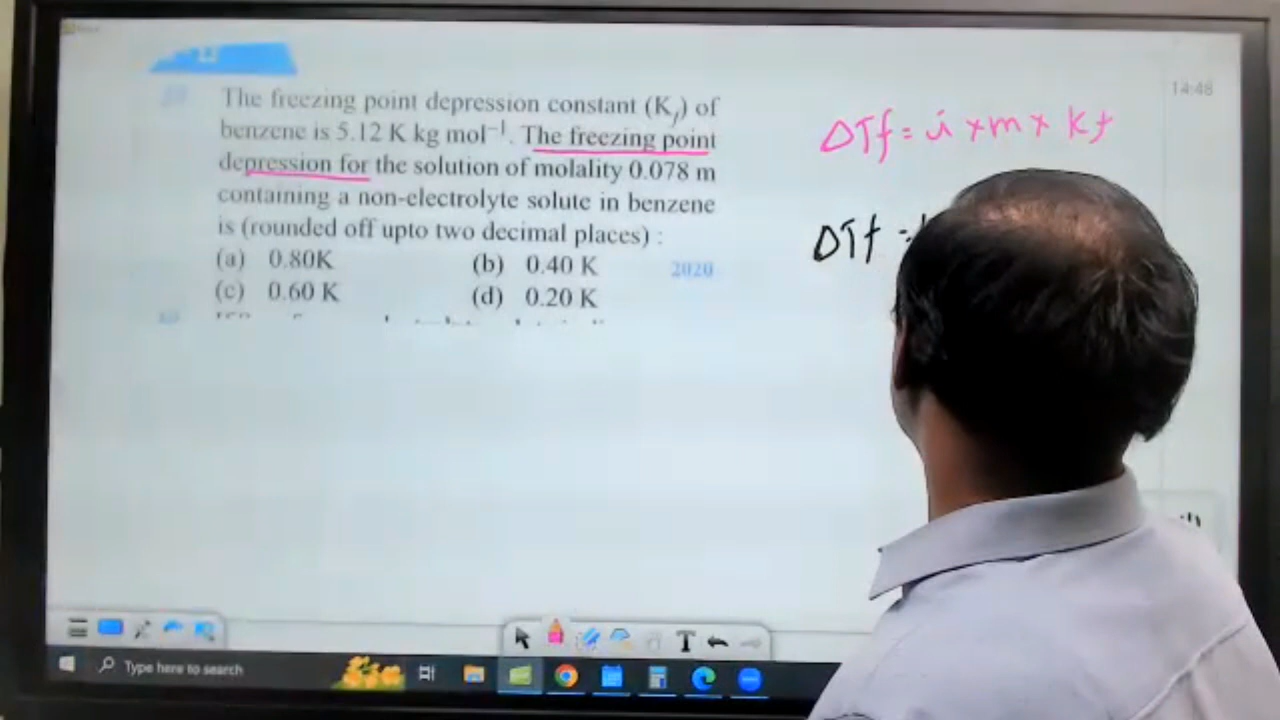 14:48
The freezing point depression constant (Kf) of
benzene is 5.12 K kg mol⁻¹. The freezing point
depression for the solution of molality 0.078 m
containing a non-electrolyte solute in benzene
is (rounded off upto two decimal places) :
(a) 0.80K (b) 0.40 K 2020
(c) 0.60 K (d) 0.20 K
ΔTf = i × m × kf
ΔTf =
T
Type here to search